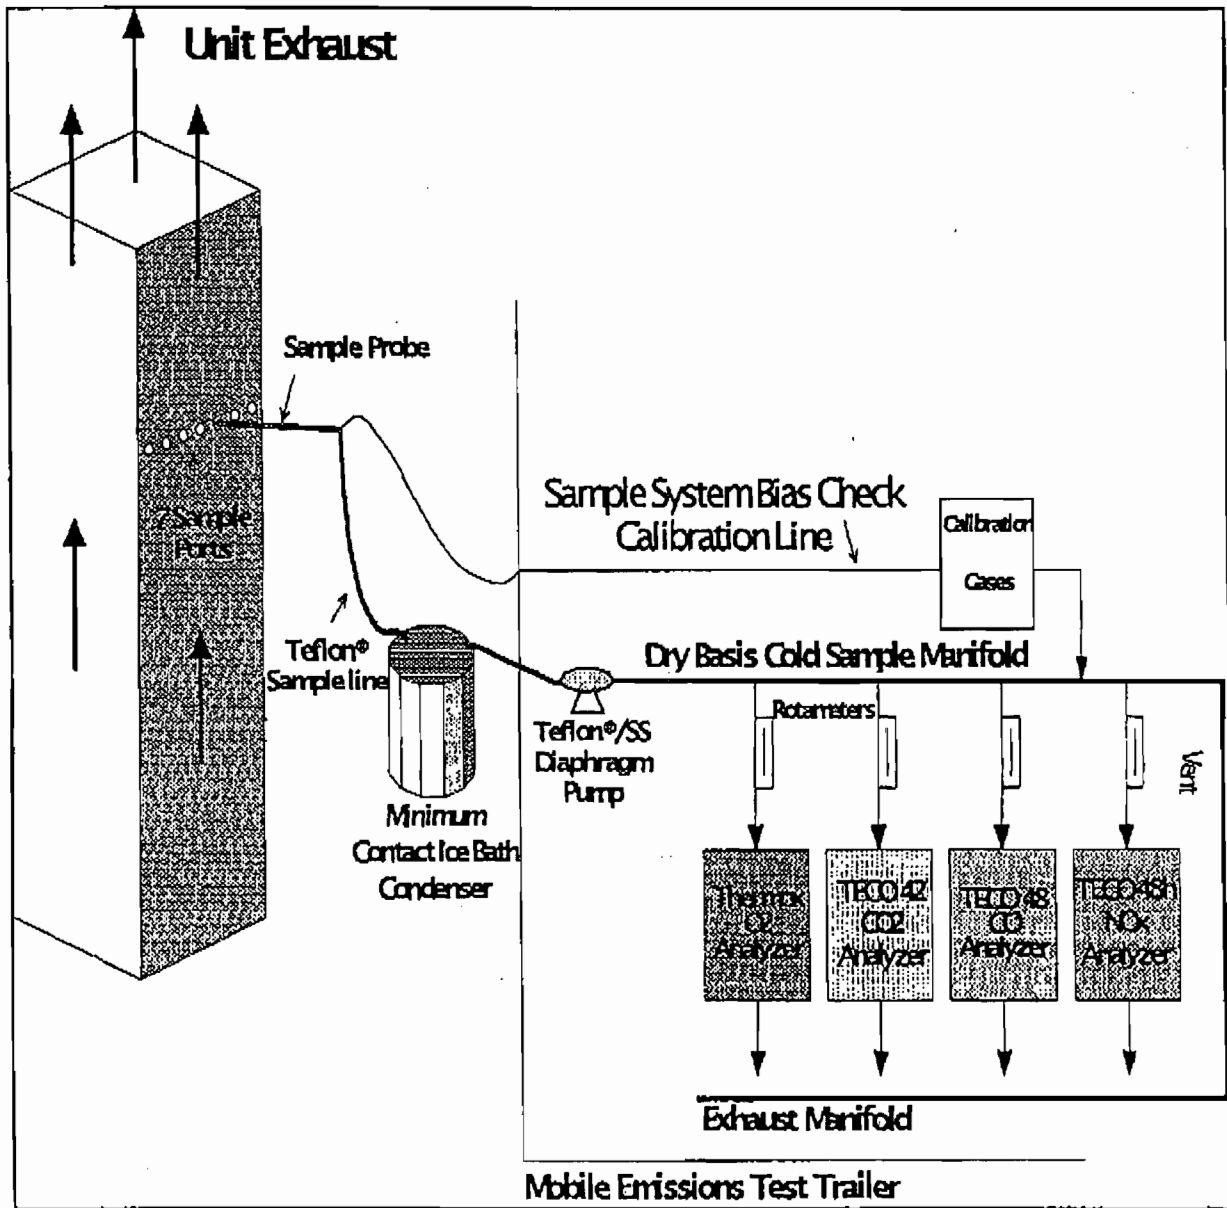 Unit Exhaust
Sample Probe
7 Sample
Ports
Sample System Bias Check
Calibration Line
Calibration
Gases
Teflon®
Sample line
Dry Basis Cold Sample Manifold
Rotameters
Vent
Teflon®/SS
Diaphragm
Pump
Minimum
Contact Ice Bath
Condenser
Thermox
O2
Analyzer
TECO 42
CO2
Analyzer
TECO 48
CO
Analyzer
TECO 48h
NOx
Analyzer
Exhaust Manifold
Mobile Emissions Test Trailer